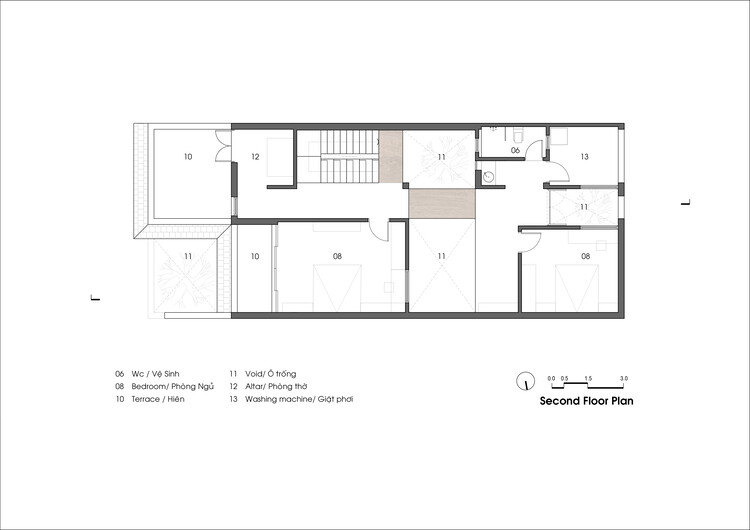 10
12
11
13
06
11
11
10
08
11
08
06 Wc / Vệ Sinh
08 Bedroom/ Phòng Ngủ
10 Terrace / Hiên
11 Void/ Ô trống
12 Altar/ Phòng thờ
13 Washing machine/ Giặt phơi
0.0 0.5 1.5 3.0
Second Floor Plan